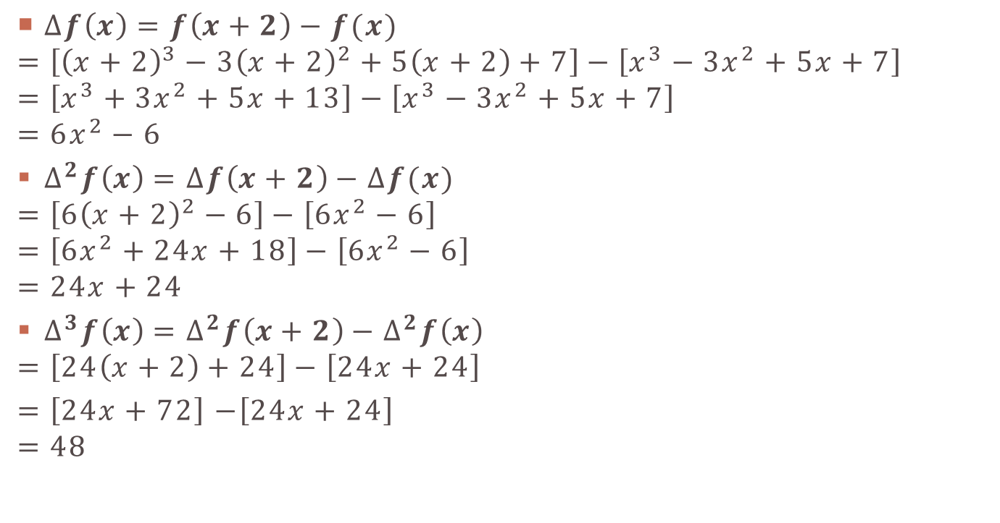 ▪ Δf(x) = f(x + 2) − f(x)
= [(x + 2)³ − 3(x + 2)² + 5(x + 2) + 7] − [x³ − 3x² + 5x + 7]
= [x³ + 3x² + 5x + 13] − [x³ − 3x² + 5x + 7]
= 6x² − 6
▪ Δ²f(x) = Δf(x + 2) − Δf(x)
= [6(x + 2)² − 6] − [6x² − 6]
= [6x² + 24x + 18] − [6x² − 6]
= 24x + 24
▪ Δ³f(x) = Δ²f(x + 2) − Δ²f(x)
= [24(x + 2) + 24] − [24x + 24]
= [24x + 72] −[24x + 24]
= 48